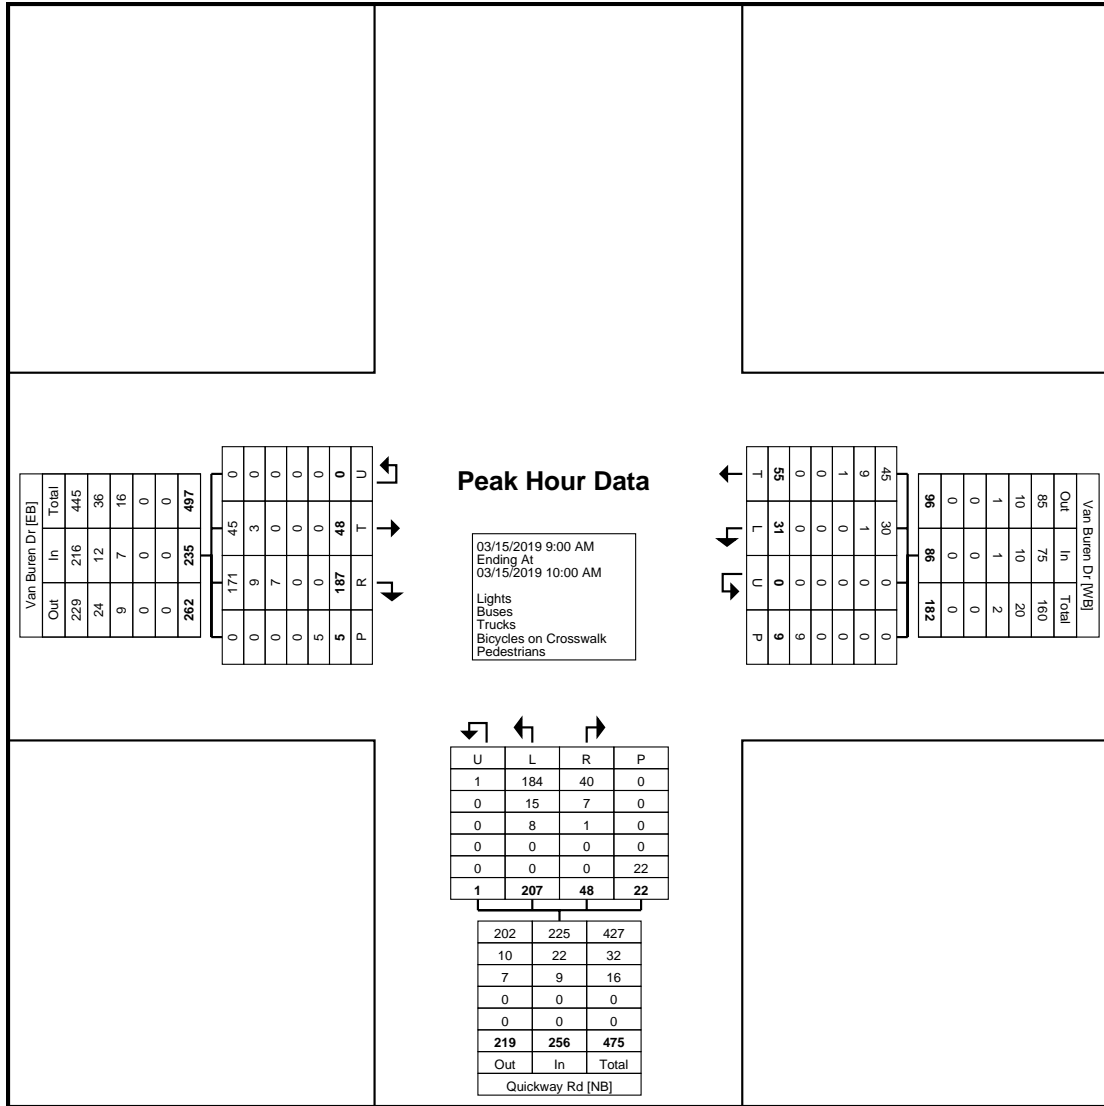 Peak Hour Data
03/15/2019 9:00 AM
Ending At
03/15/2019 10:00 AM
Lights
Buses
Trucks
Bicycles on Crosswalk
Pedestrians
Van Buren Dr [EB]
Out In Total
229 216 445
24 12 36
9 7 16
0 0 0
0 0 0
262 235 497
0 171 45 0
0 9 3 0
0 7 0 0
0 0 0 0
5 0 0 0
5 187 48 0
P R T U
Van Buren Dr [WB]
Out In Total
85 75 160
10 10 20
1 1 2
0 0 0
0 0 0
96 86 182
45 30 0 0
9 1 0 0
1 0 0 0
0 0 0 0
0 0 0 9
55 31 0 9
T L U P
U L R P
1 184 40 0
0 15 7 0
0 8 1 0
0 0 0 0
0 0 0 22
1 207 48 22
202 225 427
10 22 32
7 9 16
0 0 0
0 0 0
219 256 475
Out In Total
Quickway Rd [NB]